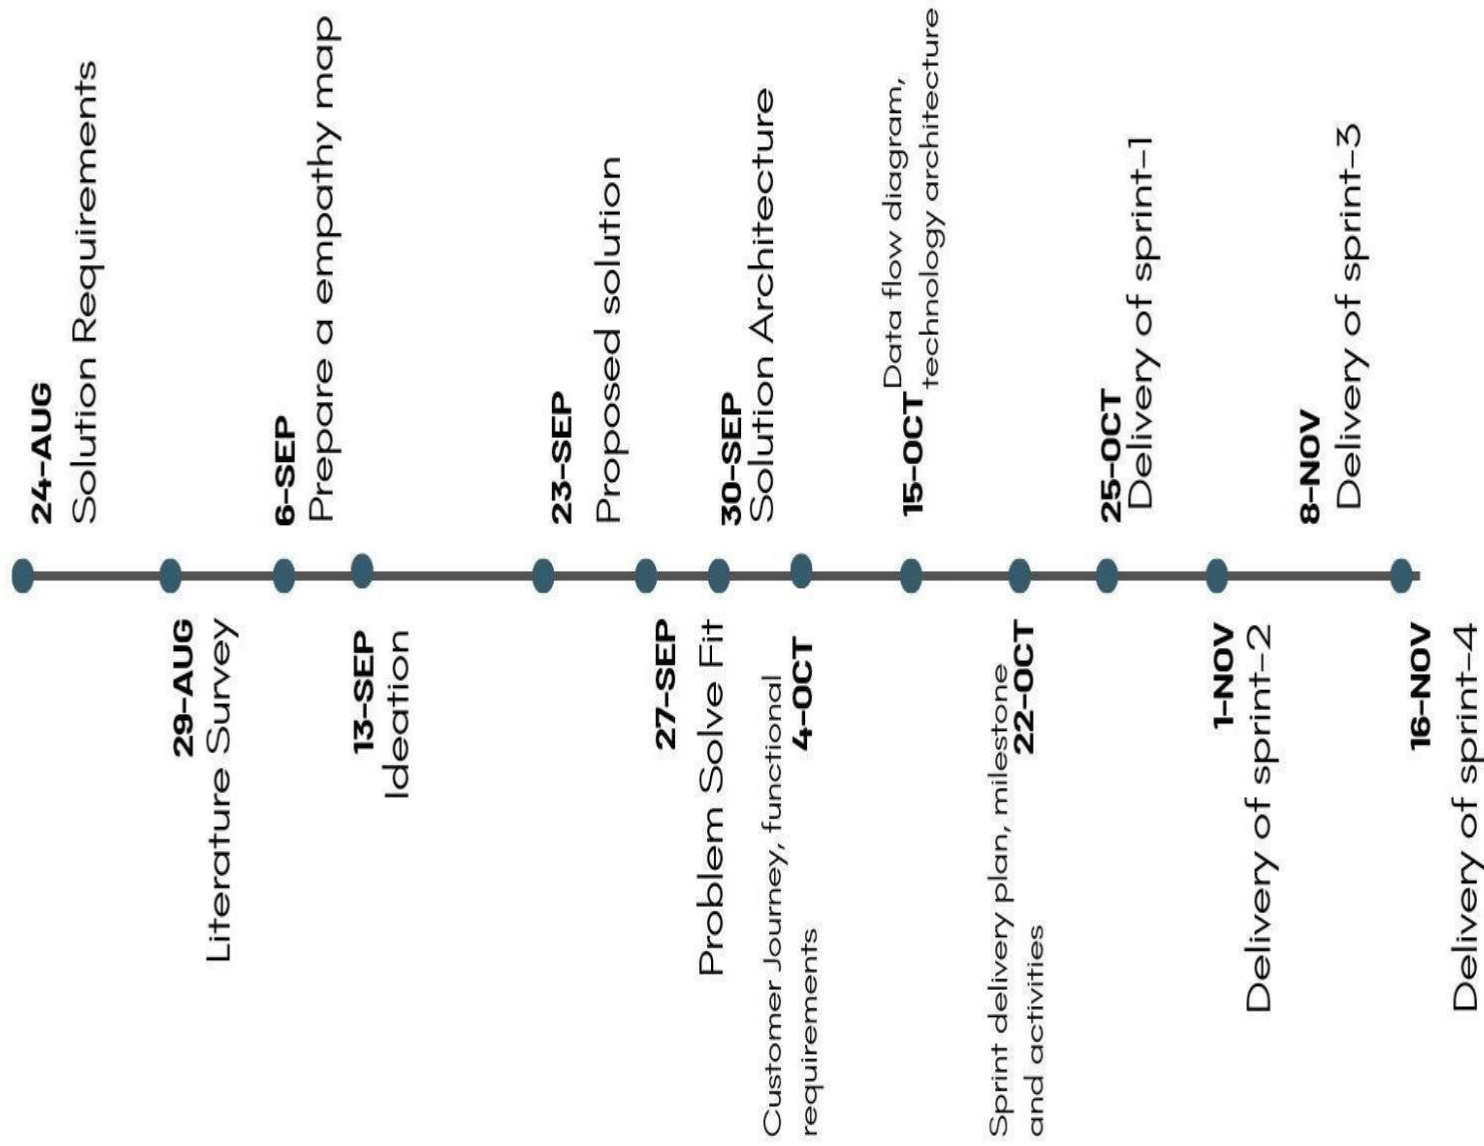 24-AUG
Solution Requirements
29-AUG
Literature Survey
6-SEP
Prepare a empathy map
13-SEP
Ideation
23-SEP
Proposed solution
27-SEP
Problem Solve Fit
30-SEP
Solution Architecture
4-OCT
Customer Journey, functional
requirements
15-OCT
Data flow diagram,
technology architecture
22-OCT
Sprint delivery plan, milestone
and activities
25-OCT
Delivery of sprint-1
1-NOV
Delivery of sprint-2
8-NOV
Delivery of sprint-3
16-NOV
Delivery of sprint-4